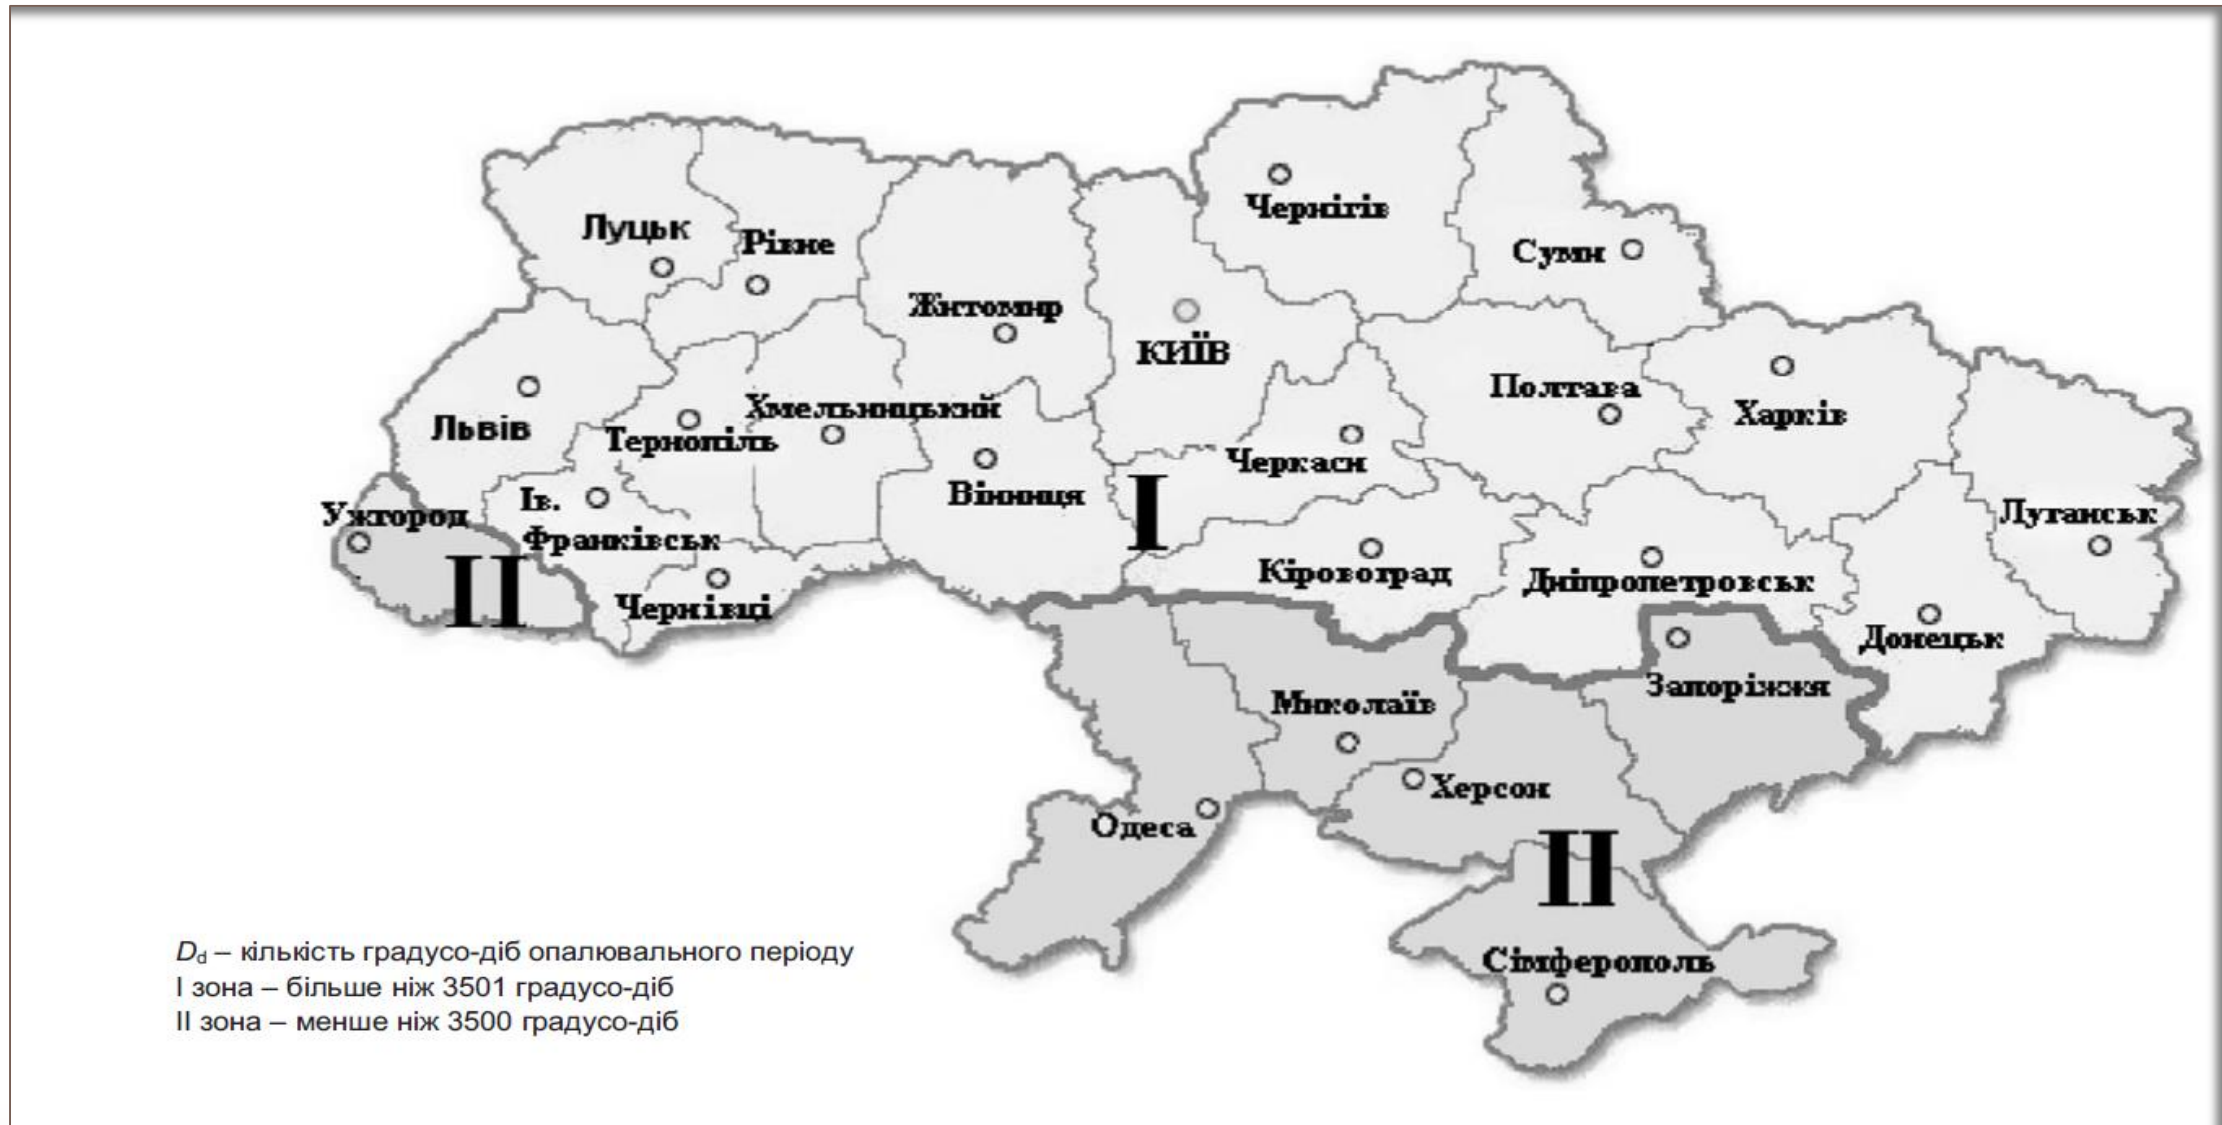 Чернігів
Луцьк
Рівне
Суми
Житомир
КИЇВ
Полтава
Хмельницький
Харків
Львів
Тернопіль
Черкаси
Вінниця
I
Ів.
Франківськ
Ужгород
Луганськ
II
Кіровоград
Дніпропетровськ
Чернівці
Донецьк
Запоріжжя
Миколаїв
Херсон
Одеса
II
Сімферополь
Dd – кількість градусо-діб опалювального періоду
I зона – більше ніж 3501 градусо-діб
II зона – менше ніж 3500 градусо-діб